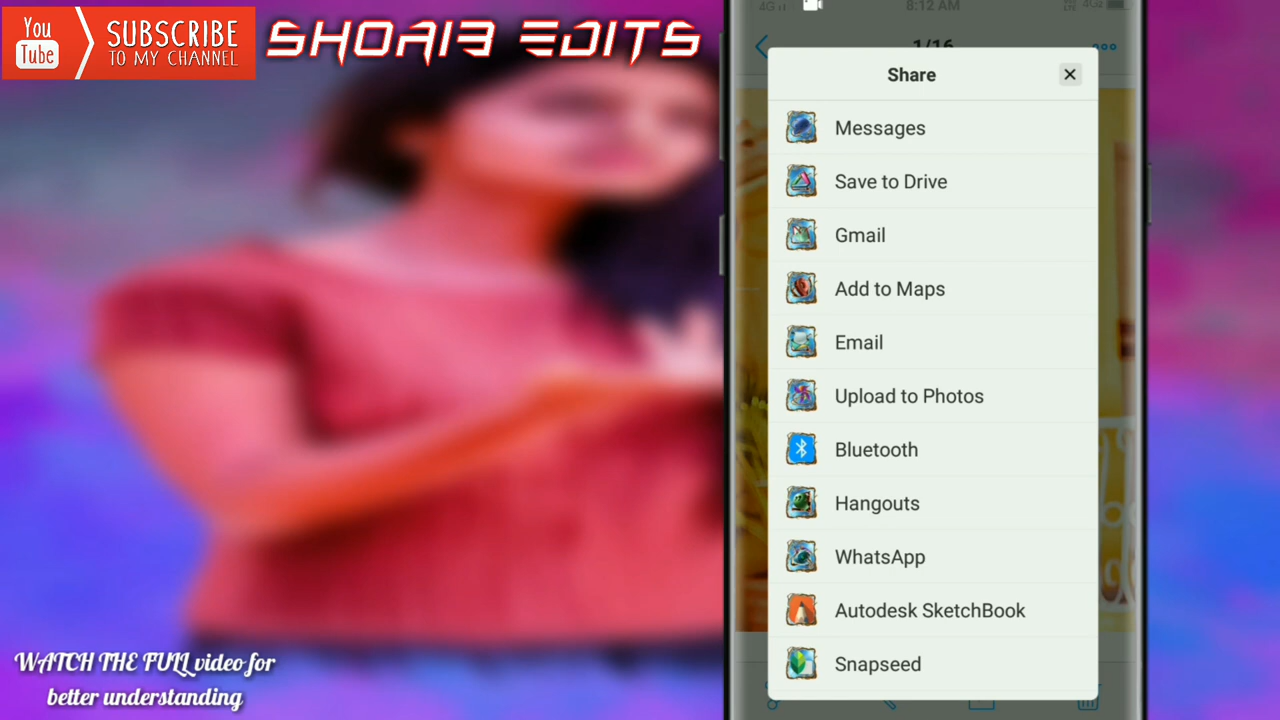 You
Tube
SUBSCRIBE
TO MY CHANNEL
SHOAIB EDITS
4G
8:12 AM
4G
1/16
Share
Messages
Save to Drive
Gmail
Add to Maps
Email
Upload to Photos
Bluetooth
Hangouts
WhatsApp
Autodesk SketchBook
Snapseed
WATCH THE FULL video for
better understanding